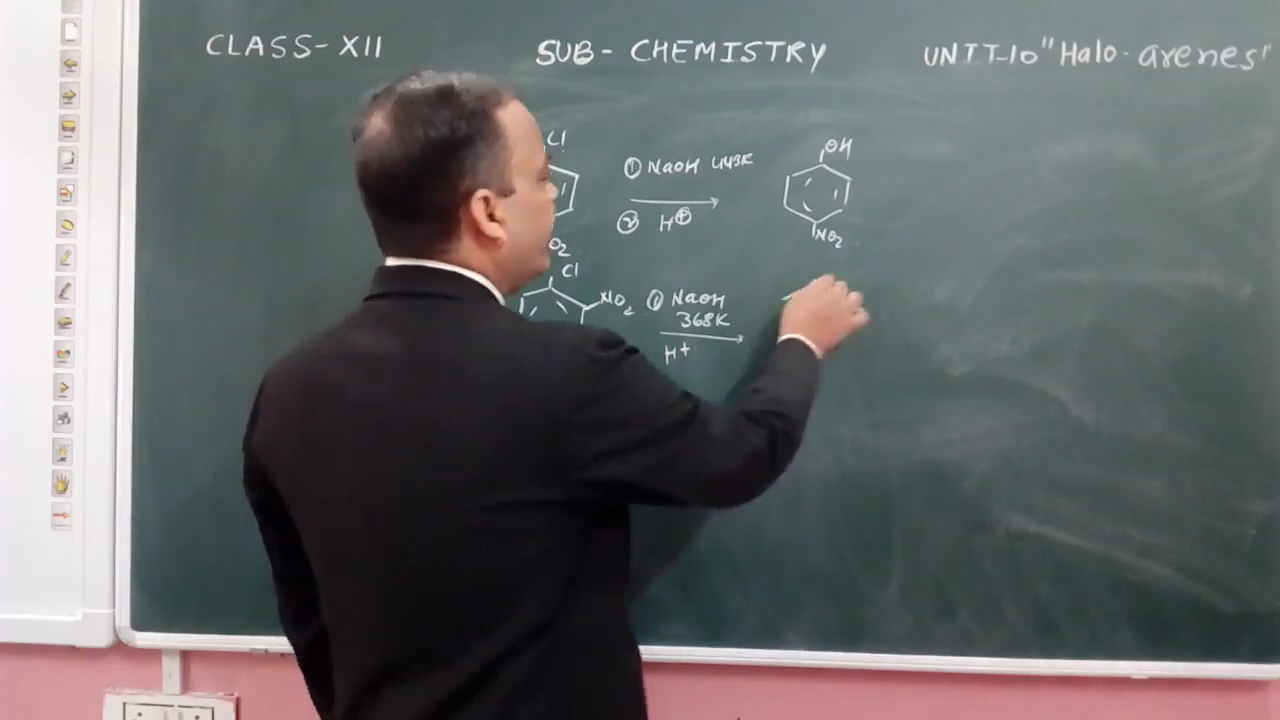 CLASS-XII
SUB-CHEMISTRY
UNIT-10 "Halo-arenes"
Cl
① NaOH 443K
② H⊕
OH
NO2
O2
Cl
NO2
① NaOH
368K
H+